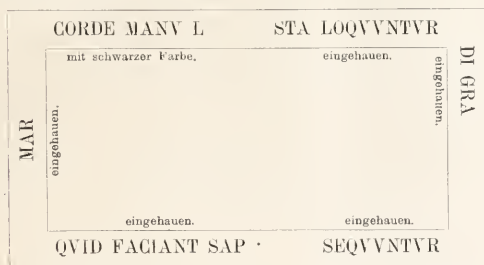 CORDE MANV L STA LOQVVNTVR
mit schwarzer Farbe. eingehauen.
DI GRA
eingehauen.
MAR
eingehauen.
eingehauen. eingehauen.
QVID FACIANT SAP · SEQVVNTVR